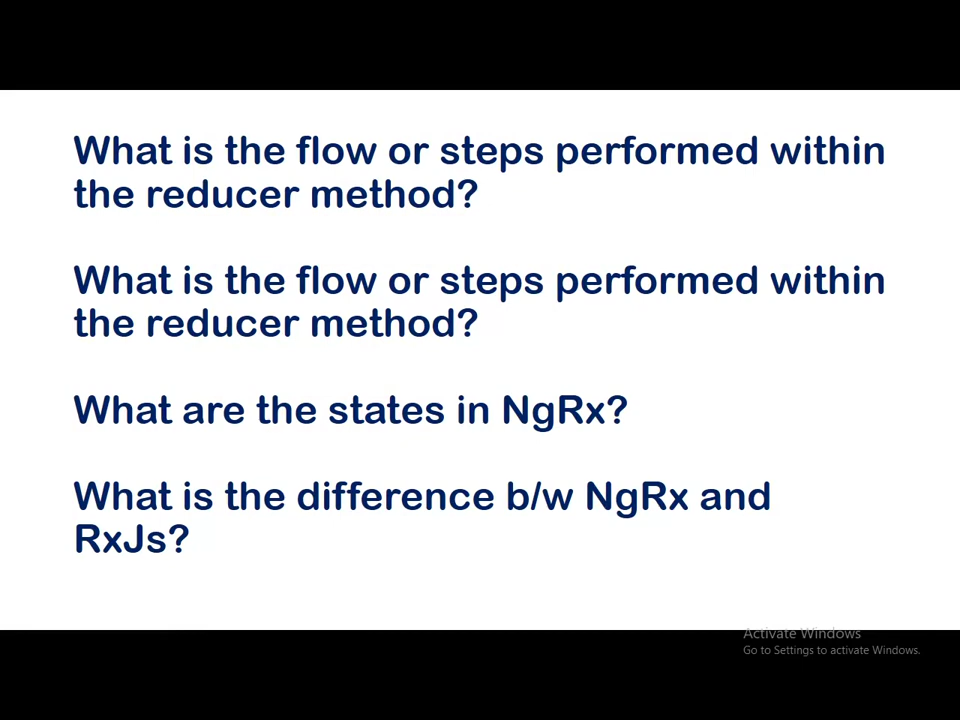 What is the flow or steps performed within
the reducer method?
What is the flow or steps performed within
the reducer method?
What are the states in NgRx?
What is the difference b/w NgRx and
RxJs?
Activate Windows
Go to Settings to activate Windows.